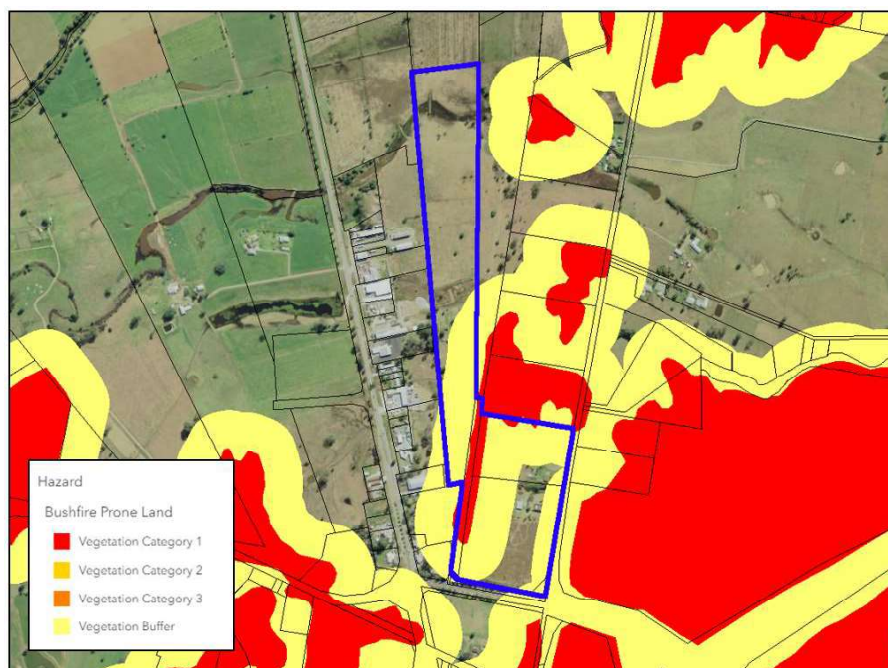 Hazard
Bushfire Prone Land
Vegetation Category 1
Vegetation Category 2
Vegetation Category 3
Vegetation Buffer